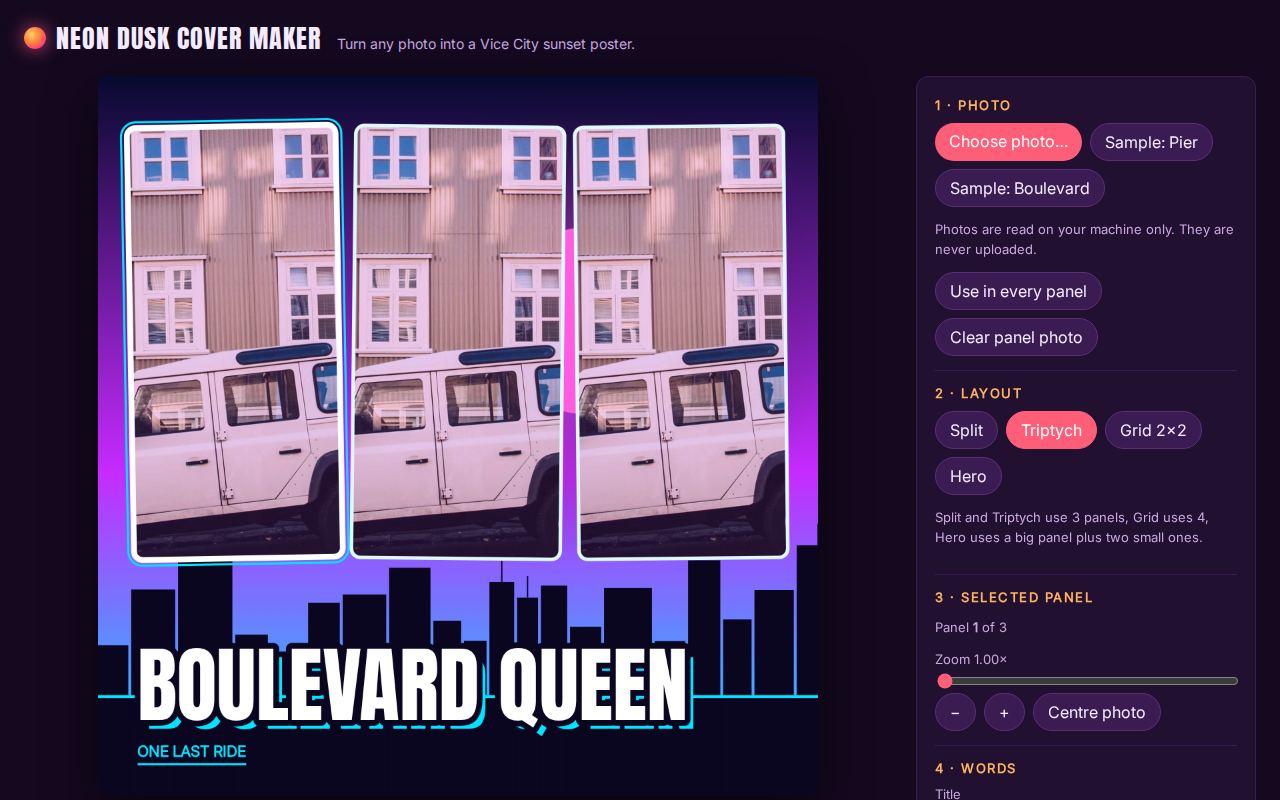 NEON DUSK COVER MAKER
Turn any photo into a Vice City sunset poster.
BOULEVARD QUEEN
ONE LAST RIDE
1 · PHOTO
Choose photo...
Sample: Pier
Sample: Boulevard
Photos are read on your machine only. They are
never uploaded.
Use in every panel
Clear panel photo
2 · LAYOUT
Split
Triptych
Grid 2×2
Hero
Split and Triptych use 3 panels, Grid uses 4,
Hero uses a big panel plus two small ones.
3 · SELECTED PANEL
Panel 1 of 3
Zoom 1.00×
−
+
Centre photo
4 · WORDS
Title